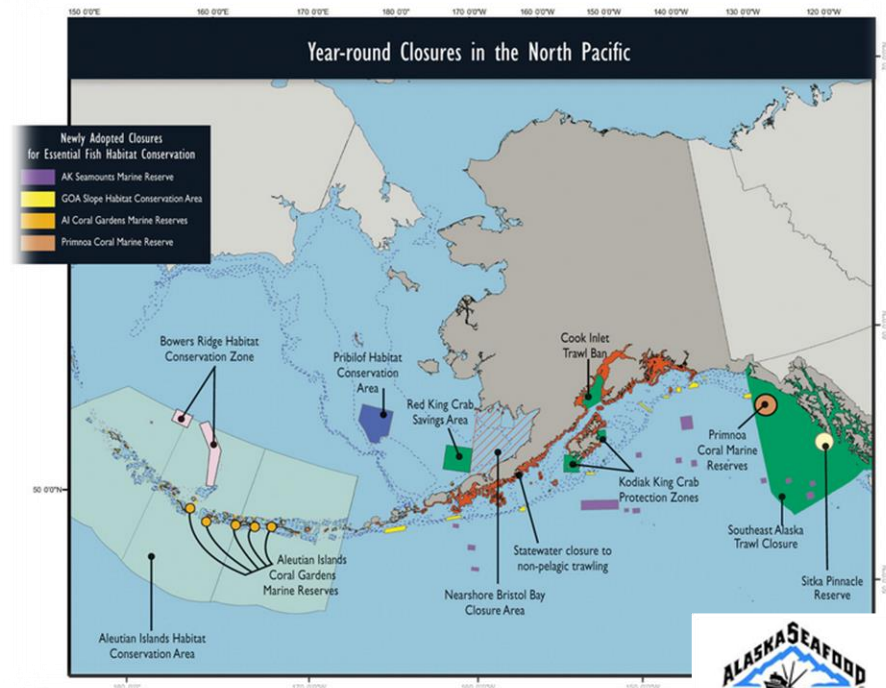 150 0'0"E 160 0'0"E 170 0'0"E 180 0'0" 170 0'0"W 160 0'0"W 150 0'0"W 140 0'0"W 130 0'0"W 120 0'0"W
Year-round Closures in the North Pacific
Newly Adopted Closures
for Essential Fish Habitat Conservation
AK Seamounts Marine Reserve
GOA Slope Habitat Conservation Area
AI Coral Gardens Marine Reserves
Primnoa Coral Marine Reserve
Bowers Ridge Habitat
Conservation Zone
Pribilof Habitat
Conservation
Area
Red King Crab
Savings Area
Cook Inlet
Trawl Ban
Primnoa
Coral Marine
Reserves
Kodiak King Crab
Protection Zones
50 0'0"N
Southeast Alaska
Trawl Closure
Statewater closure to
non-pelagic trawling
Aleutian Islands
Coral Gardens
Marine Reserves
Sitka Pinnacle
Reserve
Nearshore Bristol Bay
Closure Area
Aleutian Islands Habitat
Conservation Area
ALASKA SEAFOOD